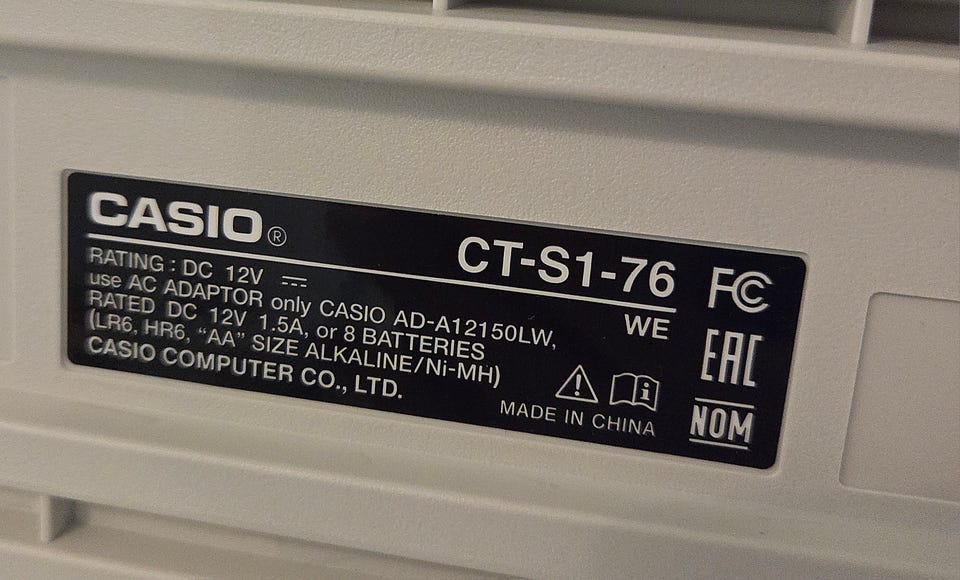 CASIO®
CT-S1-76
WE
RATING : DC 12V ⎓
use AC ADAPTOR only CASIO AD-A12150LW,
RATED DC 12V 1.5A, or 8 BATTERIES
(LR6, HR6, “AA” SIZE ALKALINE/Ni-MH)
CASIO COMPUTER CO., LTD.
MADE IN CHINA
FC
EAC
NOM